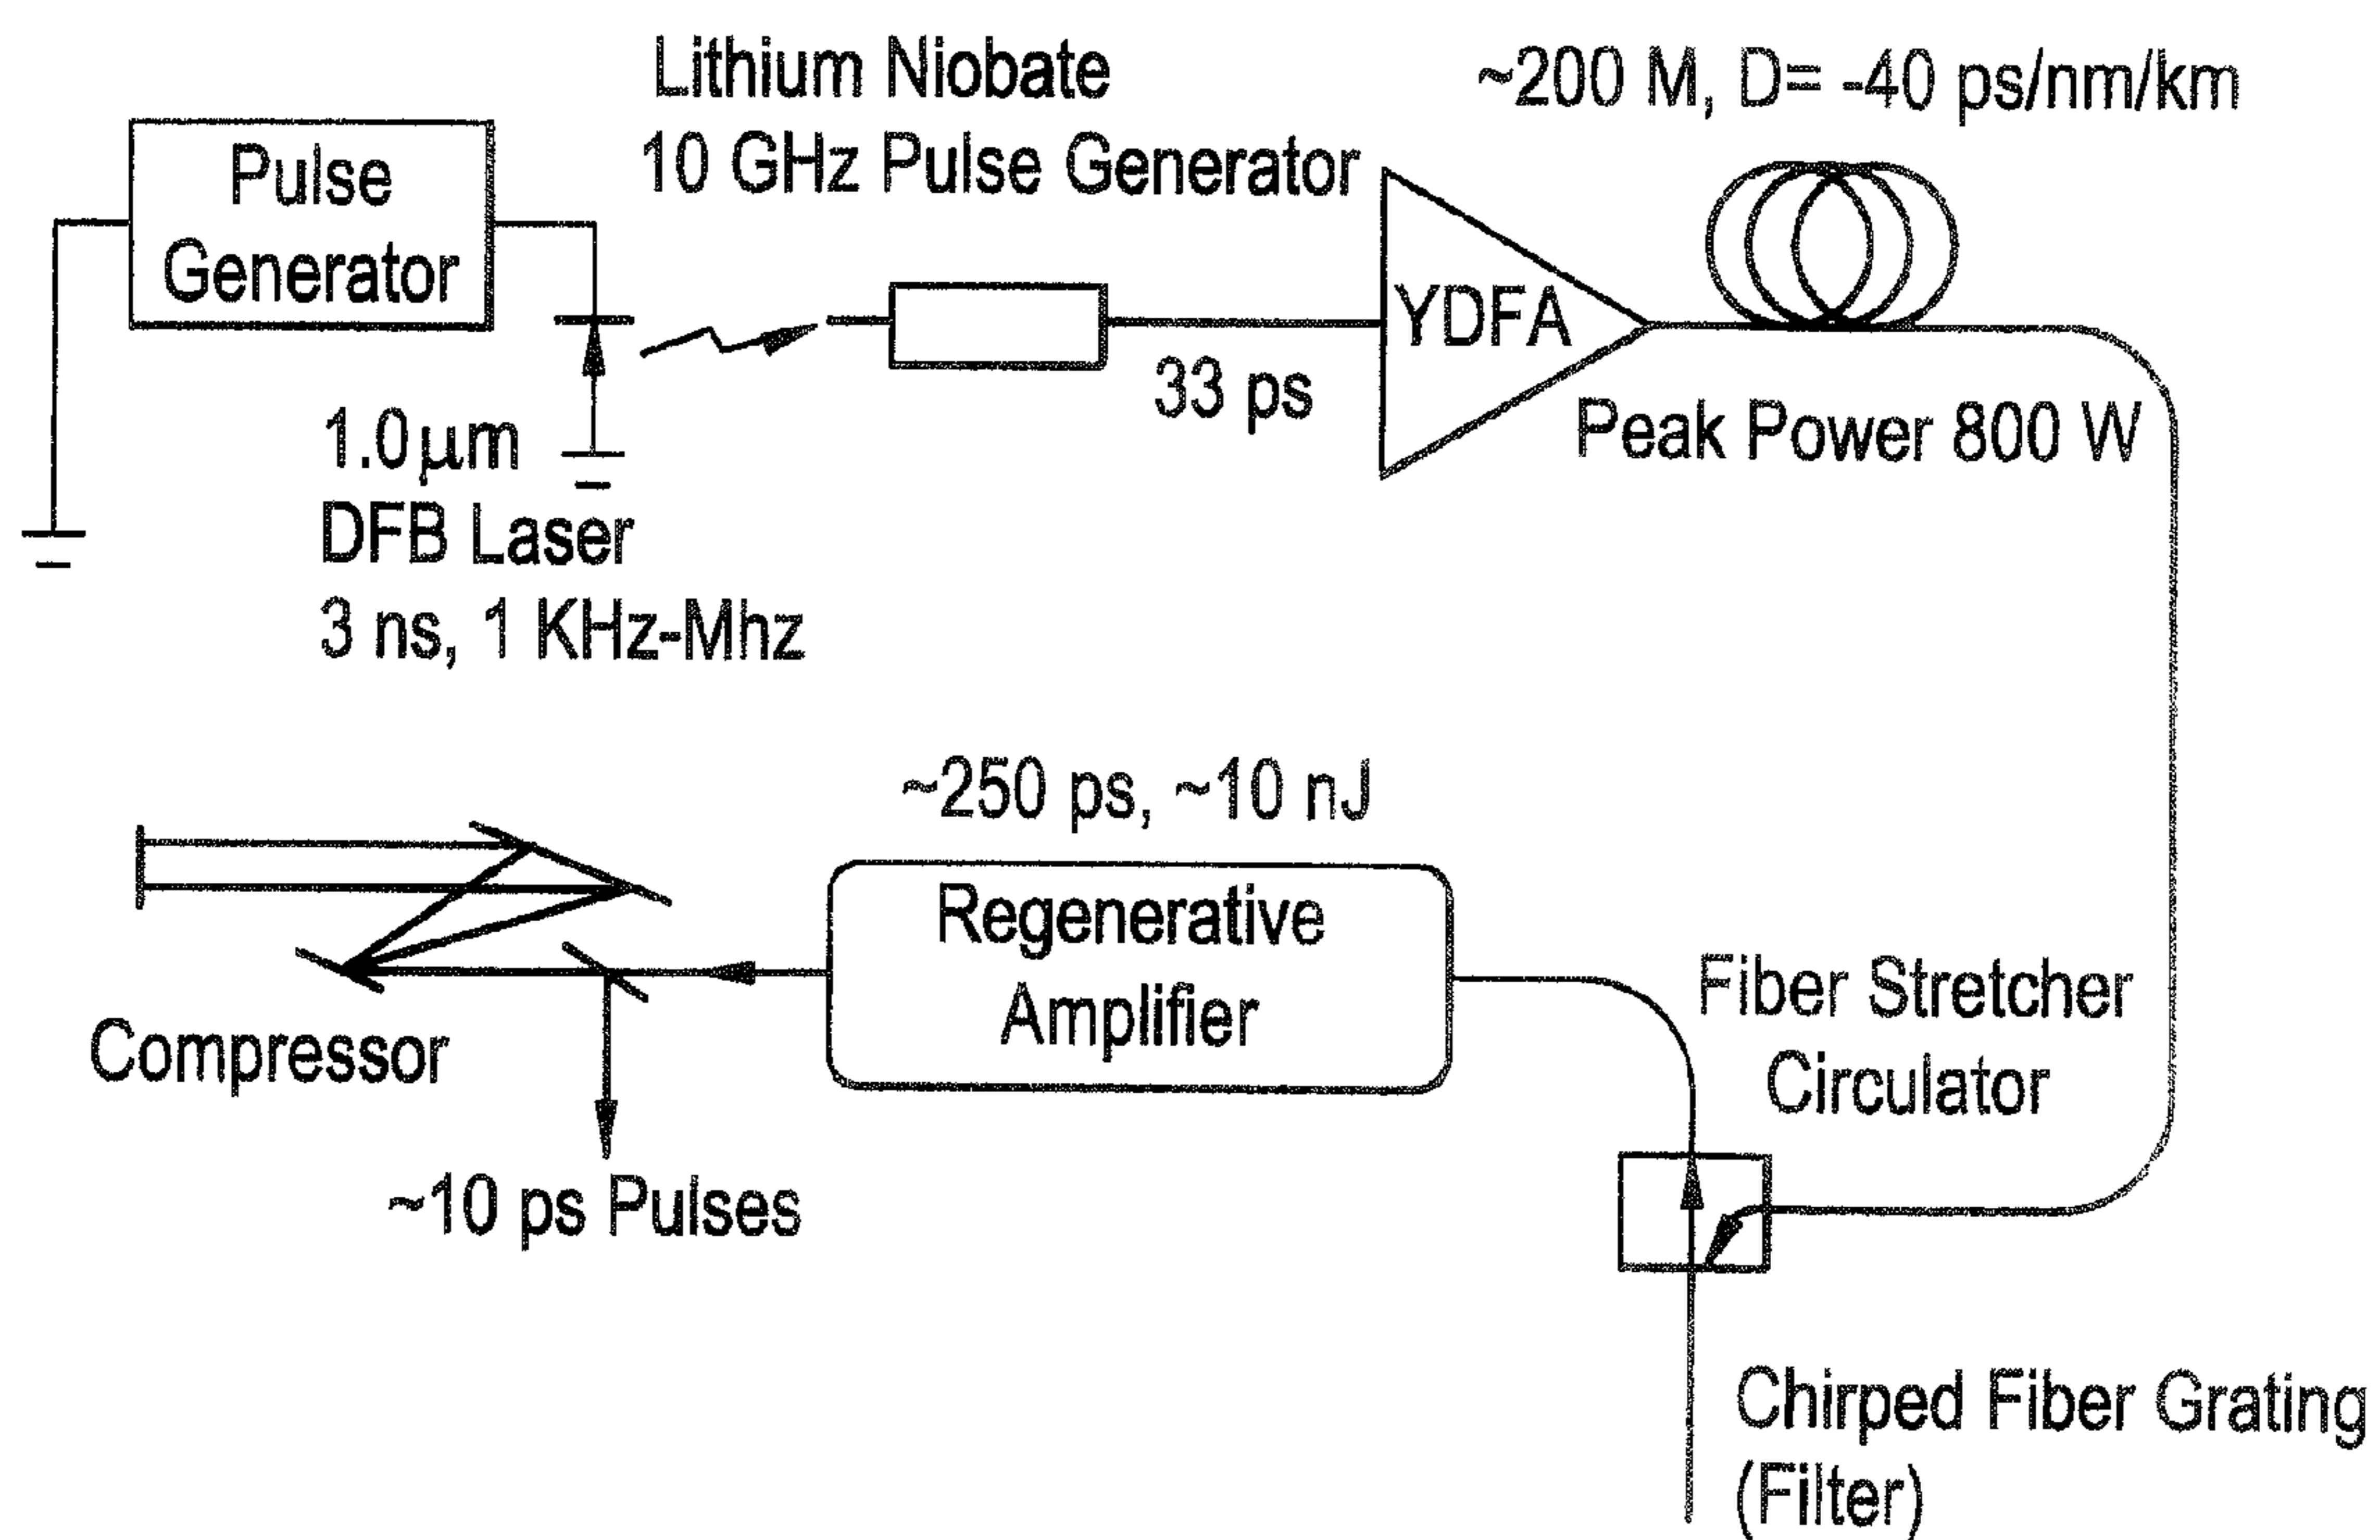 Lithium Niobate
10 GHz Pulse Generator
~200 M, D= -40 ps/nm/km
Pulse
Generator
YDFA
33 ps
Peak Power 800 W
1.0μm
DFB Laser
3 ns, 1 KHz-Mhz
~250 ps, ~10 nJ
Regenerative
Amplifier
Compressor
~10 ps Pulses
Fiber Stretcher
Circulator
Chirped Fiber Grating
(Filter)